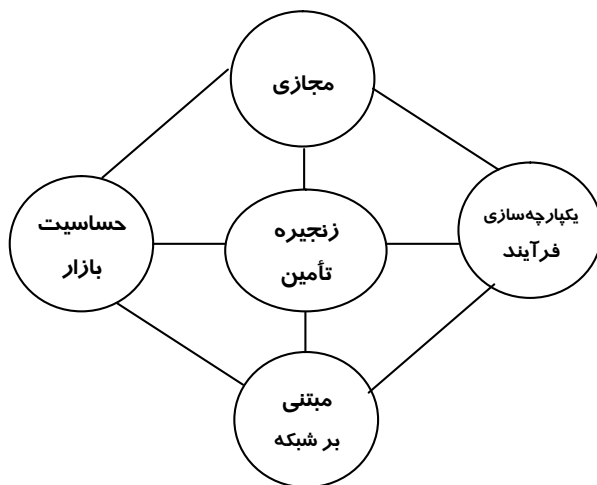 مجازی
یکپارچه‌سازی
فرآیند
زنجیره
تأمین
حساسیت
بازار
مبتنی
بر شبکه